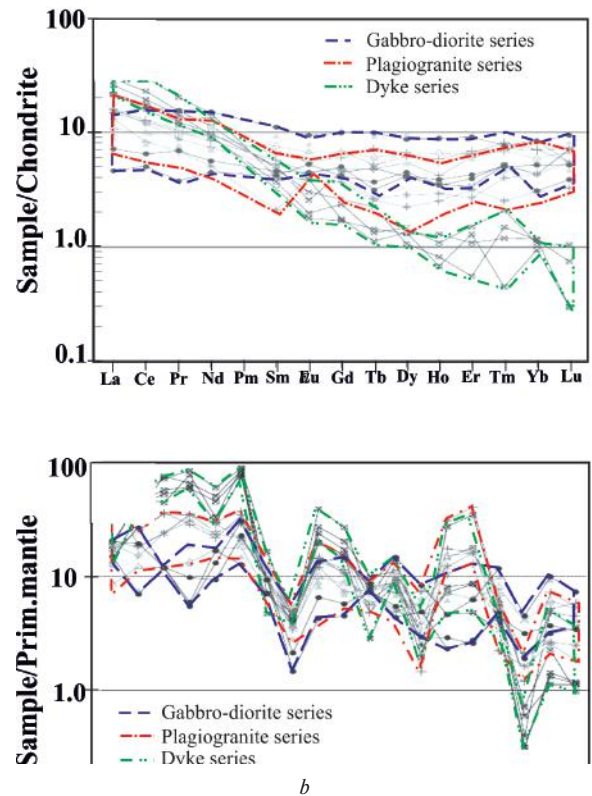 100
10
1.0
0.1
Sample/Chondrite
Gabbro-diorite series
Plagiogranite series
Dyke series
La Ce Pr Nd Pm Sm Eu Gd Tb Dy Ho Er Tm Yb Lu
100
10
1.0
Sample/Prim.mantle
Gabbro-diorite series
Plagiogranite series
Dyke series
b